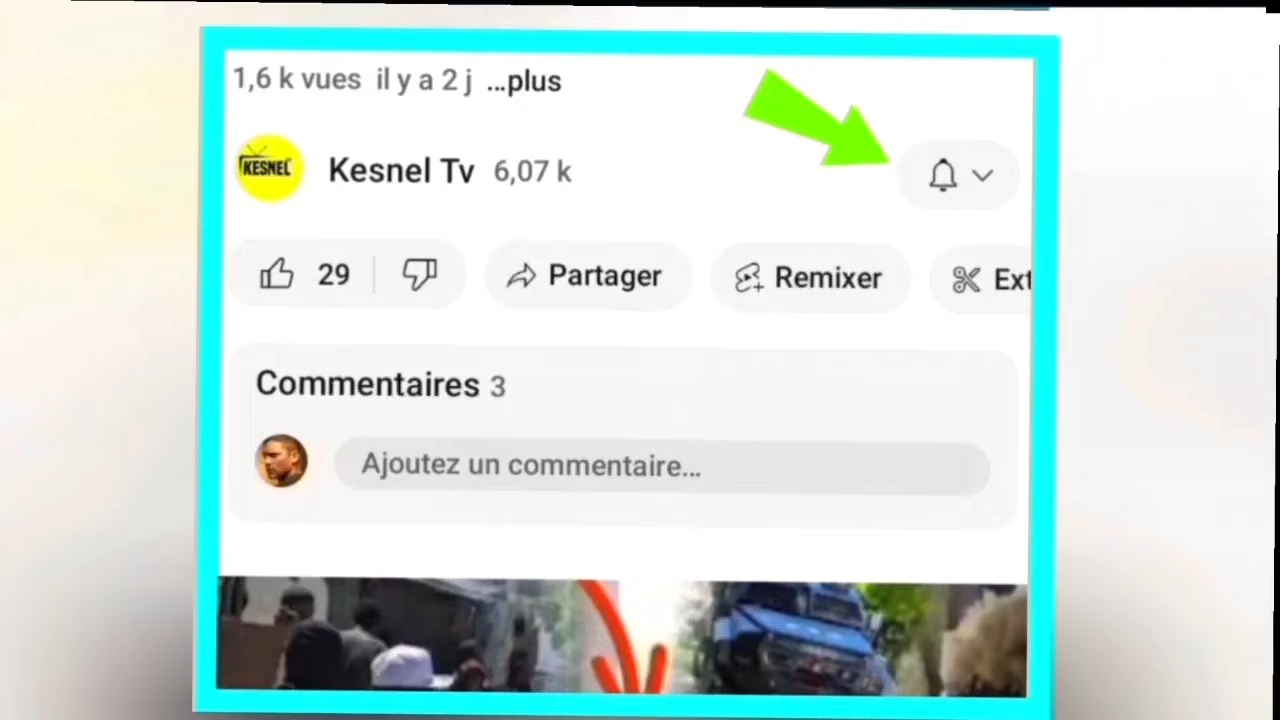 1,6 k vues il y a 2 j ...plus
KESNEL
Kesnel Tv 6,07 k
29
Partager
Remixer
Ext
Commentaires 3
Ajoutez un commentaire...